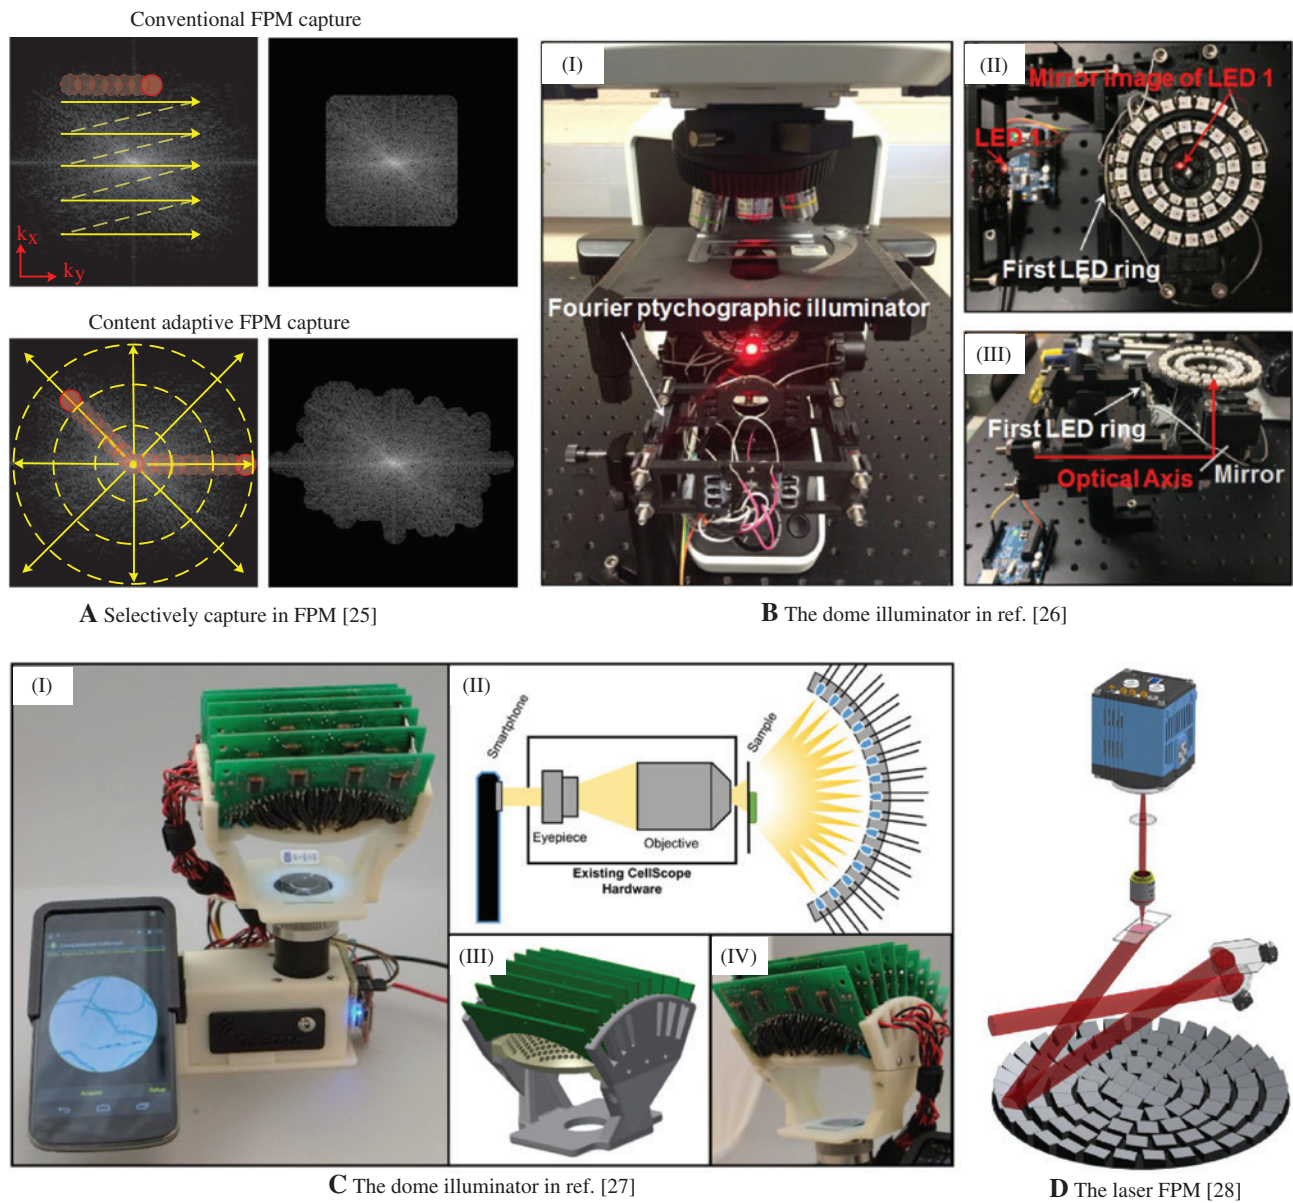 Conventional FPM capture
kx
ky
Content adaptive FPM capture
A Selectively capture in FPM [25]
(I)
Fourier ptychographic illuminator
(II)
Mirror image of LED 1
LED 1
First LED ring
(III)
First LED ring
Optical Axis
Mirror
B The dome illuminator in ref. [26]
(I)
Acquire
Setup
(II)
Smartphone
Sample
Eyepiece
Objective
Existing CellScope
Hardware
(III)
(IV)
C The dome illuminator in ref. [27]
D The laser FPM [28]